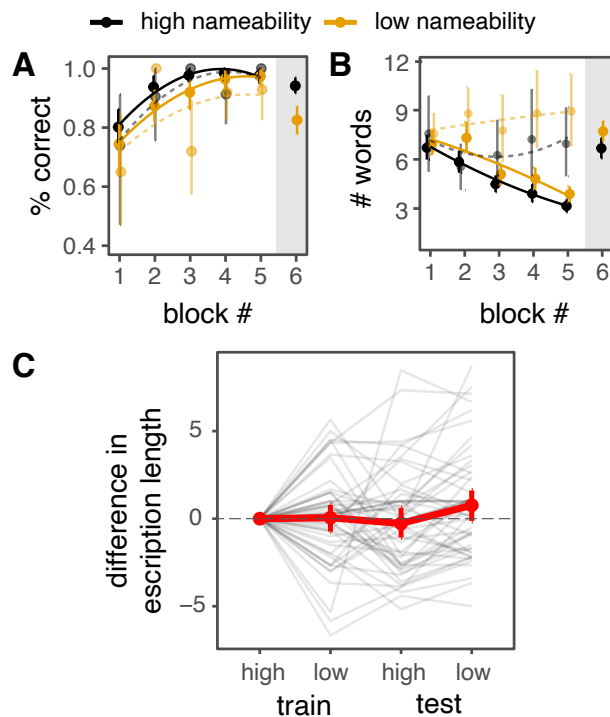 high nameability low nameability
A
B
% correct
1.0
0.8
0.6
0.4
1 2 3 4 5 6
block #
# words
12
9
6
3
1 2 3 4 5 6
block #
C
difference in
escription length
5
0
−5
high low high low
train test